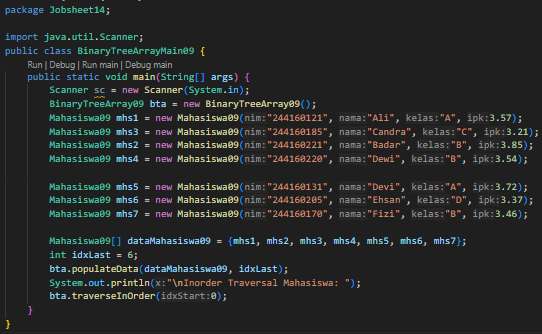 package Jobsheet14;
import java.util.Scanner;
public class BinaryTreeArrayMain09 {
Run | Debug | Run main | Debug main
public static void main(String[] args) {
Scanner sc = new Scanner(System.in);
BinaryTreeArray09 bta = new BinaryTreeArray09();
Mahasiswa09 mhs1 = new Mahasiswa09(nim:"244160121", nama:"Ali", kelas:"A", ipk:3.57);
Mahasiswa09 mhs3 = new Mahasiswa09(nim:"244160185", nama:"Candra", kelas:"C", ipk:3.21);
Mahasiswa09 mhs2 = new Mahasiswa09(nim:"244160221", nama:"Badar", kelas:"B", ipk:3.85);
Mahasiswa09 mhs4 = new Mahasiswa09(nim:"244160220", nama:"Dewi", kelas:"B", ipk:3.54);
Mahasiswa09 mhs5 = new Mahasiswa09(nim:"244160131", nama:"Devi", kelas:"A", ipk:3.72);
Mahasiswa09 mhs6 = new Mahasiswa09(nim:"244160205", nama:"Ehsan", kelas:"D", ipk:3.37);
Mahasiswa09 mhs7 = new Mahasiswa09(nim:"244160170", nama:"Fizi", kelas:"B", ipk:3.46);
Mahasiswa09[] dataMahasiswa09 = {mhs1, mhs2, mhs3, mhs4, mhs5, mhs6, mhs7};
int idxLast = 6;
bta.populateData(dataMahasiswa09, idxLast);
System.out.println(x:"\nInorder Traversal Mahasiswa: ");
bta.traverseInOrder(idxStart:0);
}
}